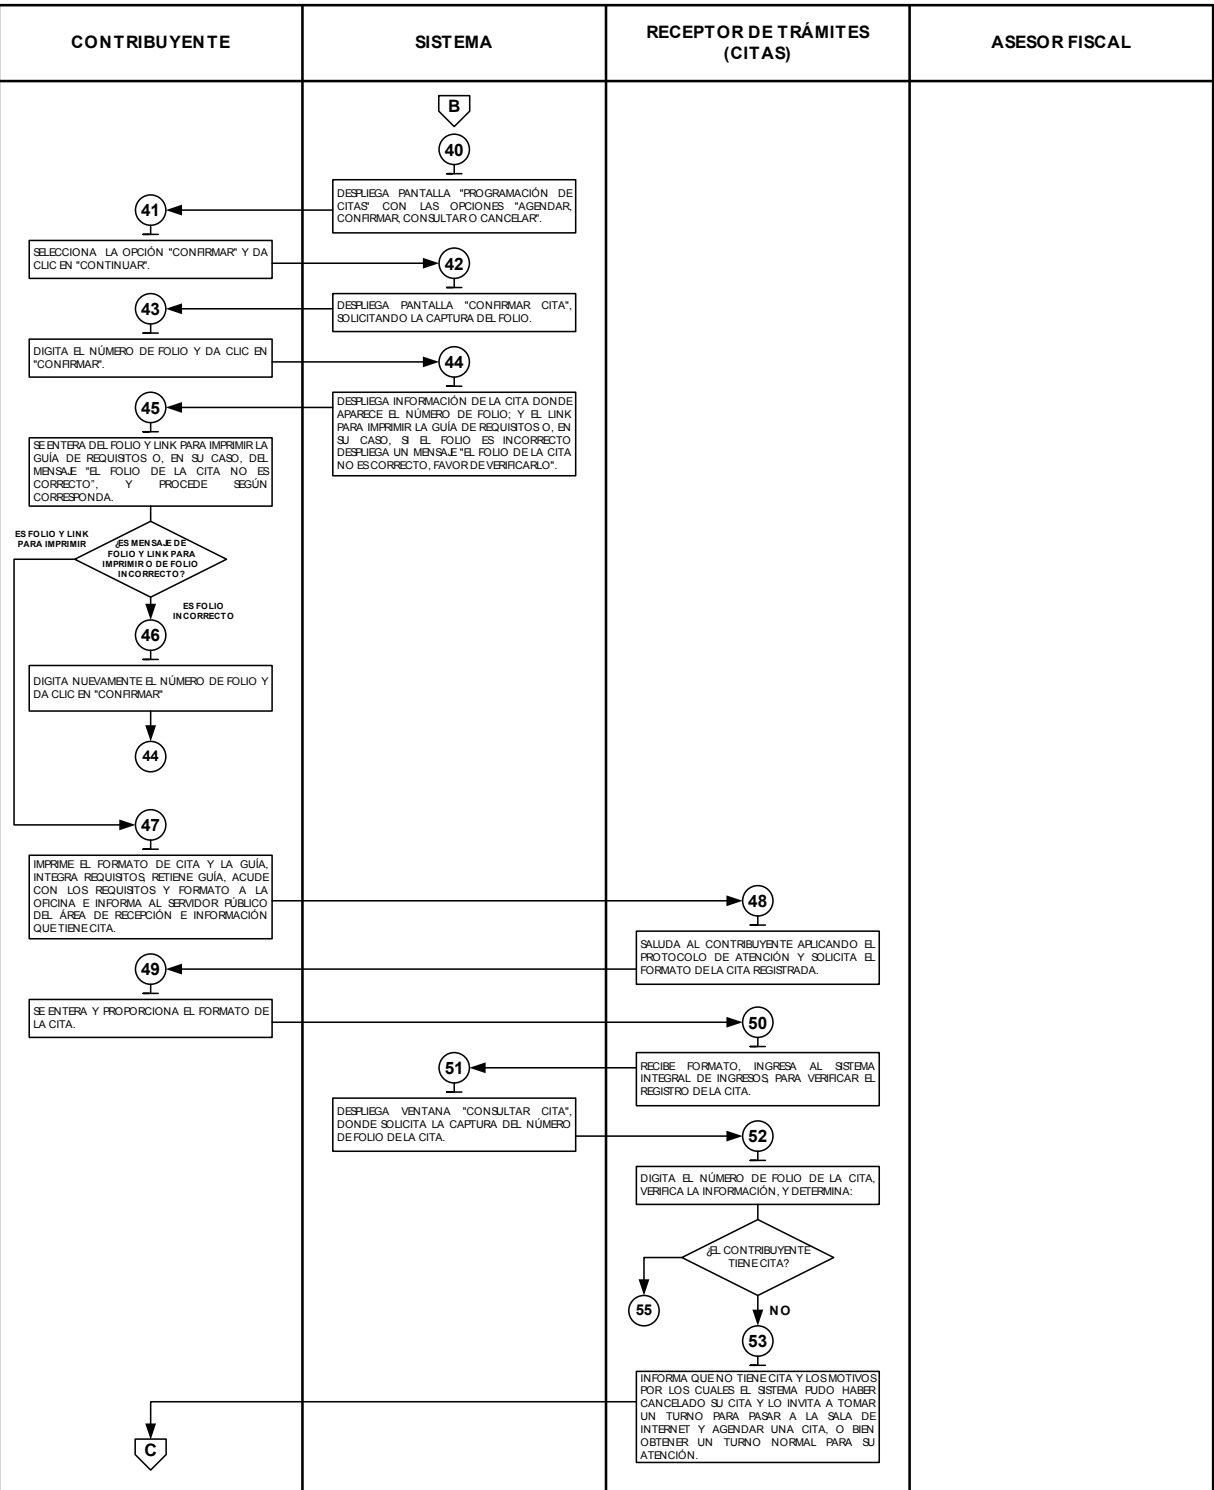 CONTRIBUYENTE
SISTEMA
RECEPTOR DE TRÁMITES
(CITAS)
ASESOR FISCAL
B
40
DESPLIEGA PANTALLA "PROGRAMACIÓN DE
CITAS" CON LAS OPCIONES "AGENDAR,
CONFIRMAR, CONSULTAR O CANCELAR".
41
SELECCIONA LA OPCIÓN "CONFIRMAR" Y DA
CLIC EN "CONTINUAR".
42
DESPLIEGA PANTALLA "CONFIRMAR CITA",
SOLICITANDO LA CAPTURA DEL FOLIO.
43
DIGITA EL NÚMERO DE FOLIO Y DA CLIC EN
"CONFIRMAR".
44
DESPLIEGA INFORMACIÓN DE LA CITA DONDE
APARECE EL NÚMERO DE FOLIO; Y EL LINK
PARA IMPRIMIR LA GUÍA DE REQUISITOS O, EN
SU CASO, SI EL FOLIO ES INCORRECTO
DESPLIEGA UN MENSAJE "EL FOLIO DE LA CITA
NO ES CORRECTO, FAVOR DE VERIFICARLO".
45
SE ENTERA DEL FOLIO Y LINK PARA IMPRIMIR LA
GUÍA DE REQUISITOS O, EN SU CASO, DEL
MENSAJE "EL FOLIO DE LA CITA NO ES
CORRECTO", Y PROCEDE SEGÚN
CORRESPONDA.
ES FOLIO Y LINK
PARA IMPRIMIR
¿ES MENSAJE DE
FOLIO Y LINK PARA
IMPRIMIR O DE FOLIO
INCORRECTO?
ES FOLIO
INCORRECTO
46
DIGITA NUEVAMENTE EL NÚMERO DE FOLIO Y
DA CLIC EN "CONFIRMAR"
44
47
IMPRIME EL FORMATO DE CITA Y LA GUÍA,
INTEGRA REQUISITOS, RETIENE GUÍA, ACUDE
CON LOS REQUISITOS Y FORMATO A LA
OFICINA E INFORMA AL SERVIDOR PÚBLICO
DEL ÁREA DE RECEPCIÓN E INFORMACIÓN
QUE TIENE CITA.
48
SALUDA AL CONTRIBUYENTE APLICANDO EL
PROTOCOLO DE ATENCIÓN Y SOLICITA EL
FORMATO DE LA CITA REGISTRADA.
49
SE ENTERA Y PROPORCIONA EL FORMATO DE
LA CITA.
50
RECIBE FORMATO, INGRESA AL SISTEMA
INTEGRAL DE INGRESOS, PARA VERIFICAR EL
REGISTRO DE LA CITA.
51
DESPLIEGA VENTANA "CONSULTAR CITA",
DONDE SOLICITA LA CAPTURA DEL NÚMERO
DE FOLIO DE LA CITA.
52
DIGITA EL NÚMERO DE FOLIO DE LA CITA,
VERIFICA LA INFORMACIÓN, Y DETERMINA:
¿EL CONTRIBUYENTE
TIENE CITA?
55
NO
53
INFORMA QUE NO TIENE CITA Y LOS MOTIVOS
POR LOS CUALES EL SISTEMA PUDO HABER
CANCELADO SU CITA Y LO INVITA A TOMAR
UN TURNO PARA PASAR A LA SALA DE
INTERNET Y AGENDAR UNA CITA, O BIEN
OBTENER UN TURNO NORMAL PARA SU
ATENCIÓN.
C